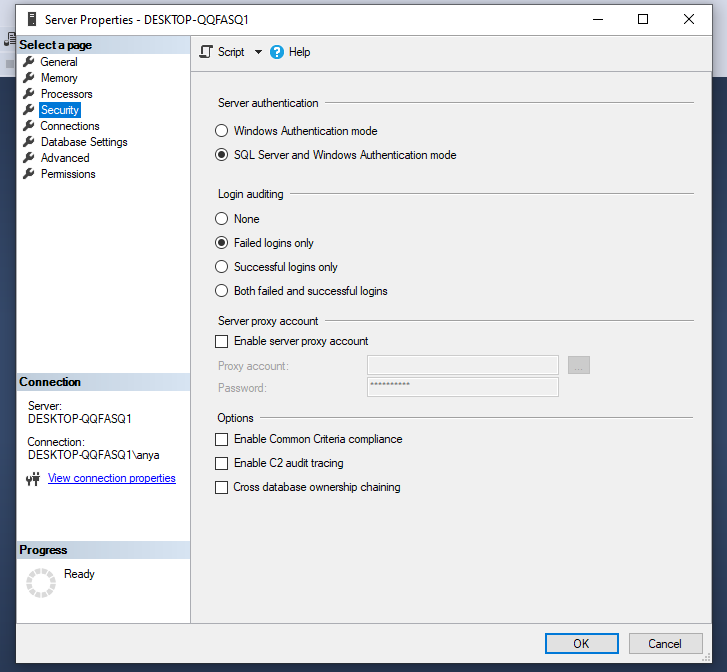 Server Properties - DESKTOP-QQFASQ1
Select a page
General
Memory
Processors
Security
Connections
Database Settings
Advanced
Permissions
Connection
Server:
DESKTOP-QQFASQ1
Connection:
DESKTOP-QQFASQ1\anya
View connection properties
Progress
Ready
Script
Help
Server authentication
Windows Authentication mode
SQL Server and Windows Authentication mode
Login auditing
None
Failed logins only
Successful logins only
Both failed and successful logins
Server proxy account
Enable server proxy account
Proxy account:
...
Password:
**********
Options
Enable Common Criteria compliance
Enable C2 audit tracing
Cross database ownership chaining
OK
Cancel